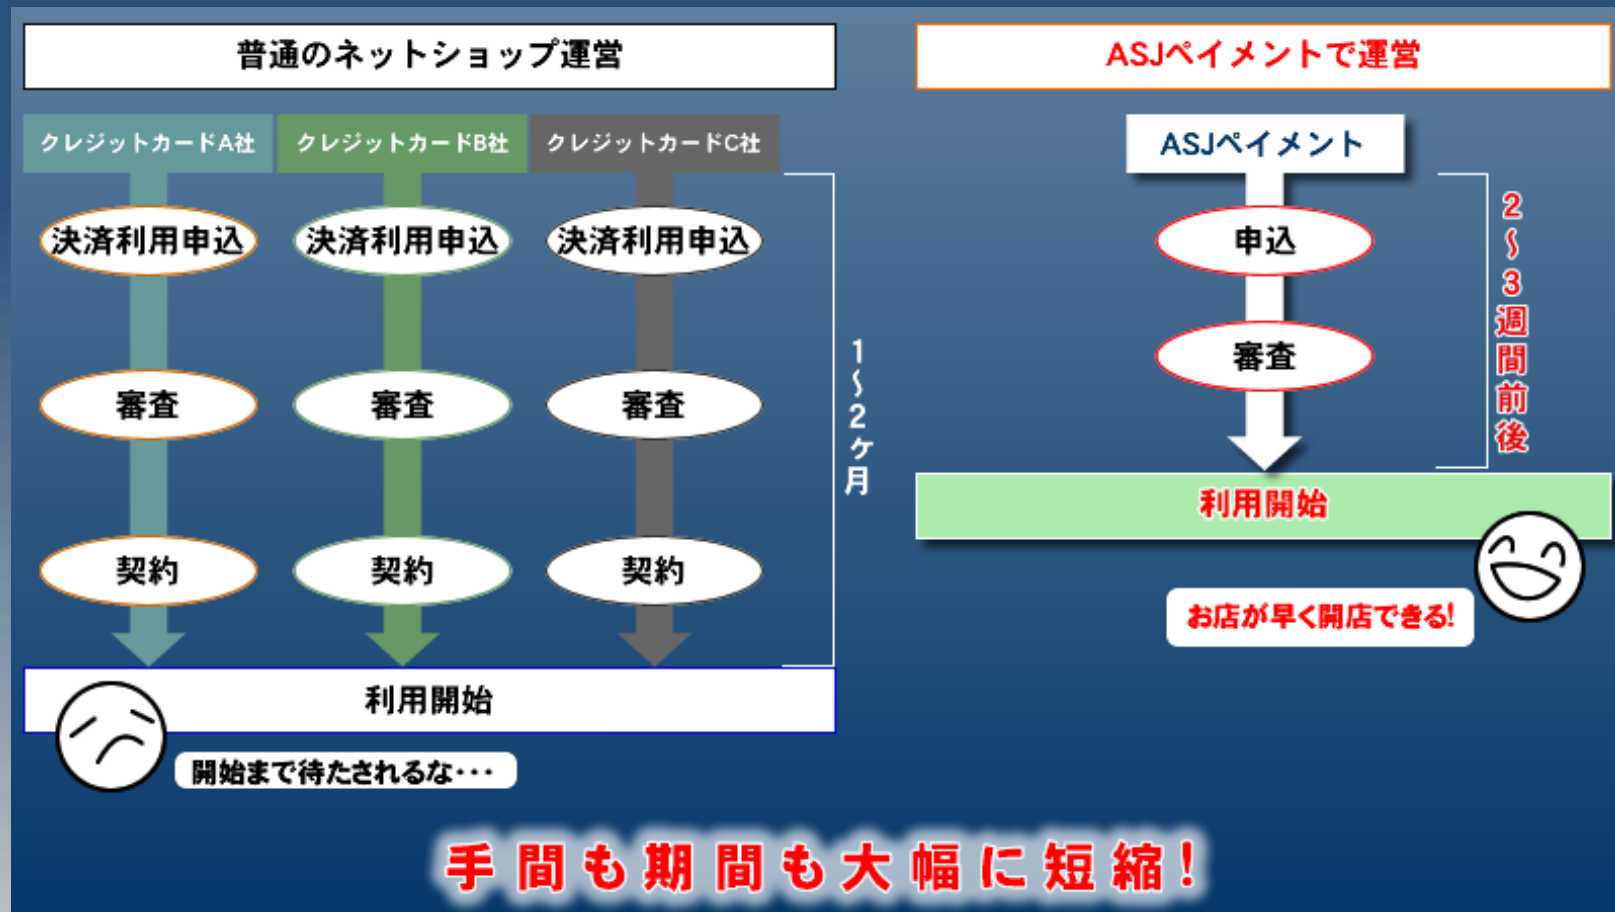 普通のネットショップ運営
クレジットカードA社
クレジットカードB社
クレジットカードC社
決済利用申込
決済利用申込
決済利用申込
審査
審査
審査
契約
契約
契約
1～2ヶ月
利用開始
開始まで待たされるな・・・
ASJペイメントで運営
ASJペイメント
申込
審査
2～3週間前後
利用開始
お店が早く開店できる!
手間も期間も大幅に短縮!